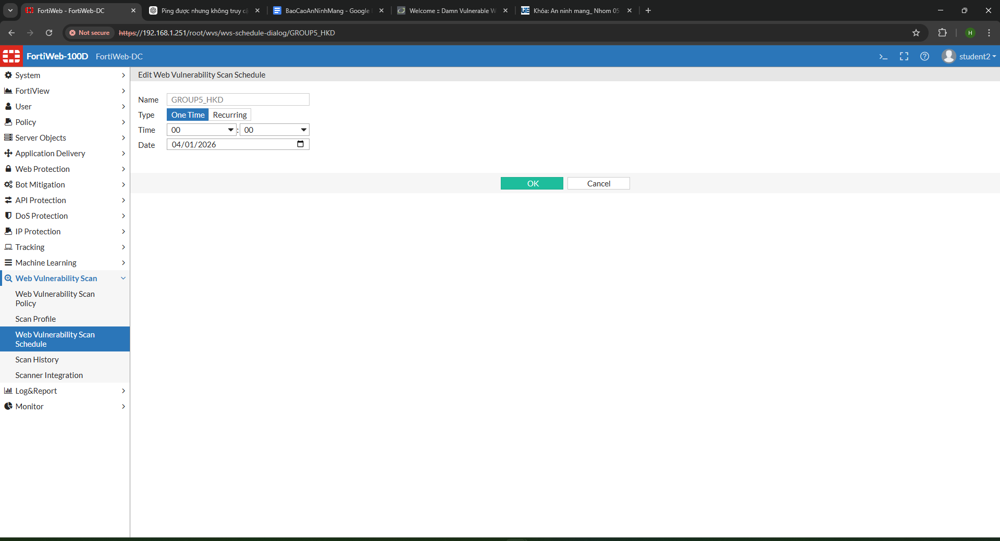 FortiWeb - FortiWeb-DC
Ping được nhưng không truy cậ
BaoCaoAnNinhMang - Google
Welcome :: Damn Vulnerable W
Khóa: An ninh mang_ Nhom 05
Not secure
https://192.168.1.251/root/wvs/wvs-schedule-dialog/GROUP5_HKD
H
FortiWeb-100D FortiWeb-DC
student2
System
FortiView
User
Policy
Server Objects
Application Delivery
Web Protection
Bot Mitigation
API Protection
DoS Protection
IP Protection
Tracking
Machine Learning
Web Vulnerability Scan
Web Vulnerability Scan
Policy
Scan Profile
Web Vulnerability Scan
Schedule
Scan History
Scanner Integration
Log&Report
Monitor
Edit Web Vulnerability Scan Schedule
Name GROUP5_HKD
Type One Time Recurring
Time 00 : 00
Date 04/01/2026
OK Cancel